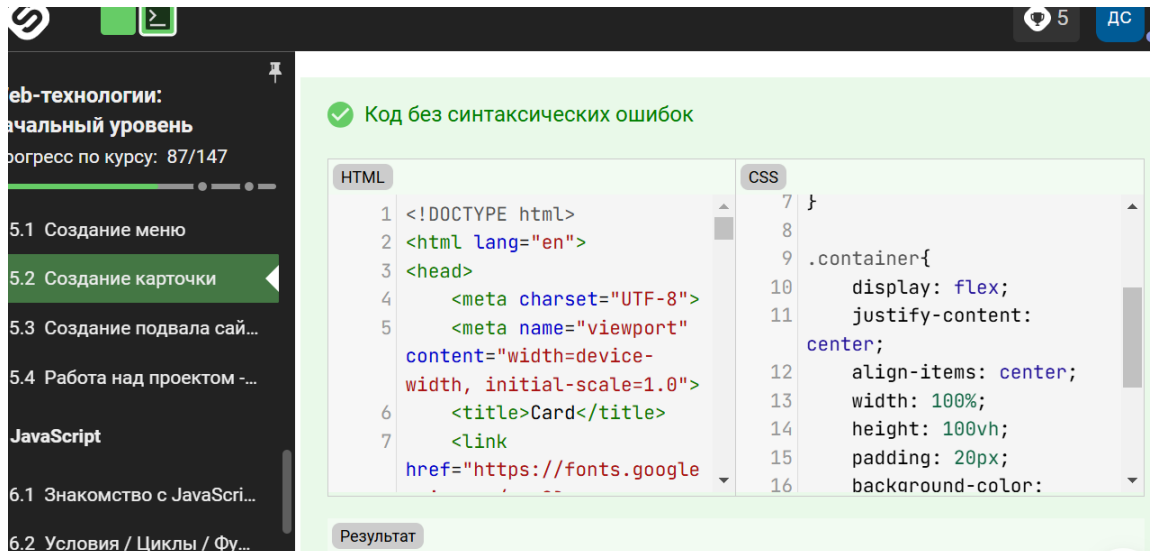 5
ДС
eb-технологии:
ачальный уровень
рогресс по курсу: 87/147
5.1 Создание меню
5.2 Создание карточки
5.3 Создание подвала сай...
5.4 Работа над проектом -...
JavaScript
6.1 Знакомство с JavaScri...
6.2 Условия / Циклы / Фу...
Код без синтаксических ошибок
HTML
1 <!DOCTYPE html>
2 <html lang="en">
3 <head>
4 <meta charset="UTF-8">
5 <meta name="viewport"
content="width=device-
width, initial-scale=1.0">
6 <title>Card</title>
7 <link
href="https://fonts.google
CSS
7 }
8
9 .container{
10 display: flex;
11 justify-content:
center;
12 align-items: center;
13 width: 100%;
14 height: 100vh;
15 padding: 20px;
16 background-color:
Результат